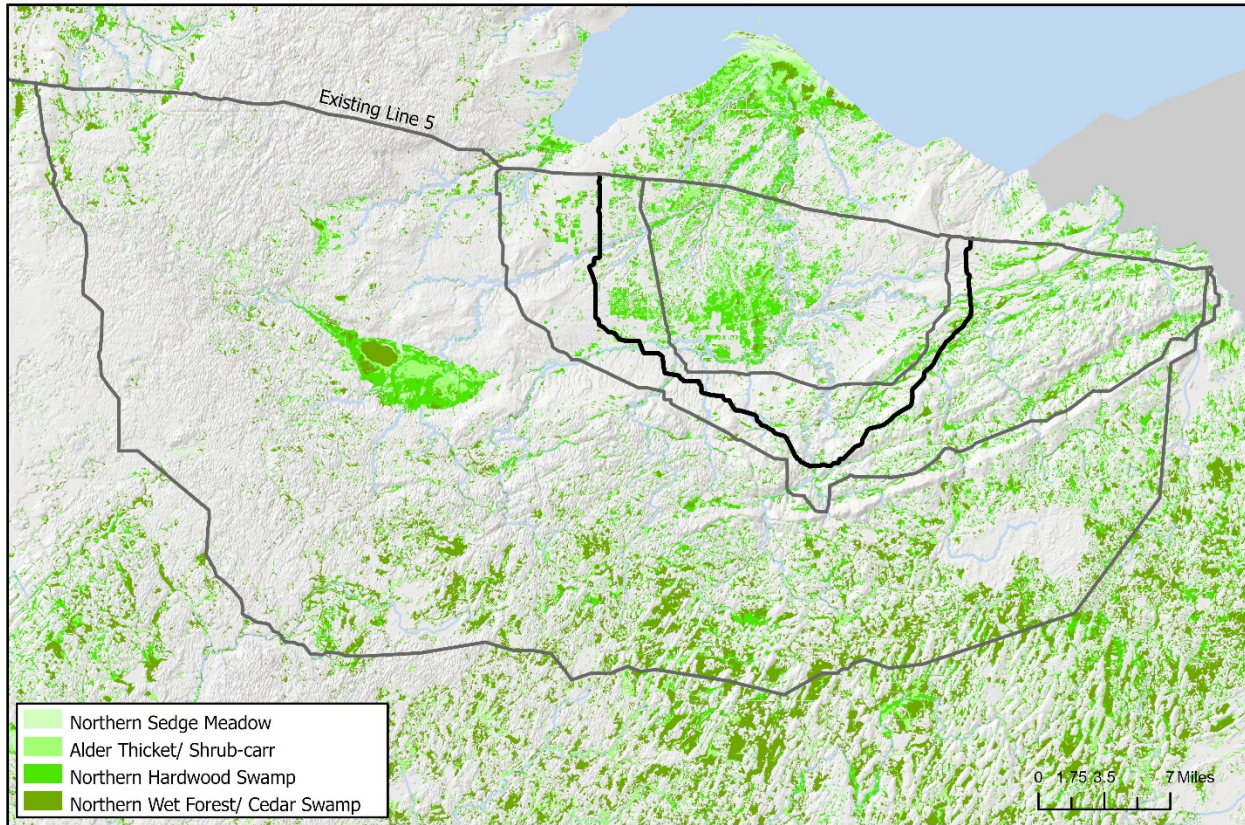 Existing Line 5
Northern Sedge Meadow
Alder Thicket/ Shrub-carr
Northern Hardwood Swamp
Northern Wet Forest/ Cedar Swamp
0 1.75 3.5 7 Miles